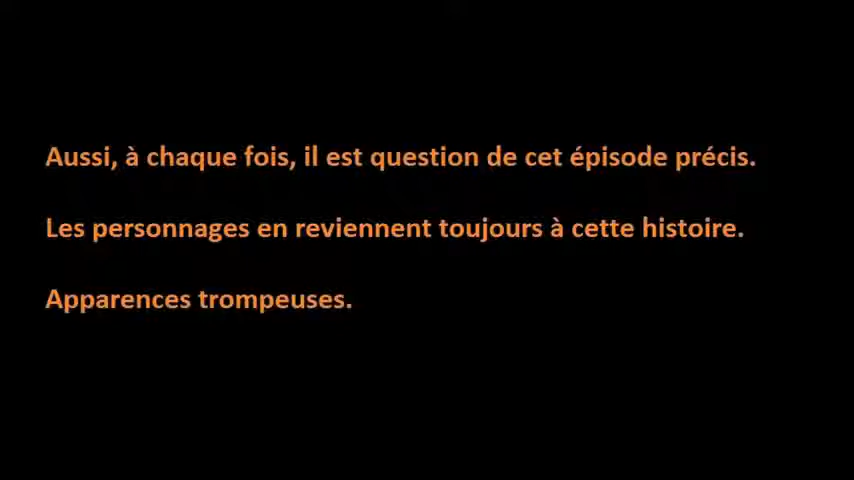 Aussi, à chaque fois, il est question de cet épisode précis.
Les personnages en reviennent toujours à cette histoire.
Apparences trompeuses.